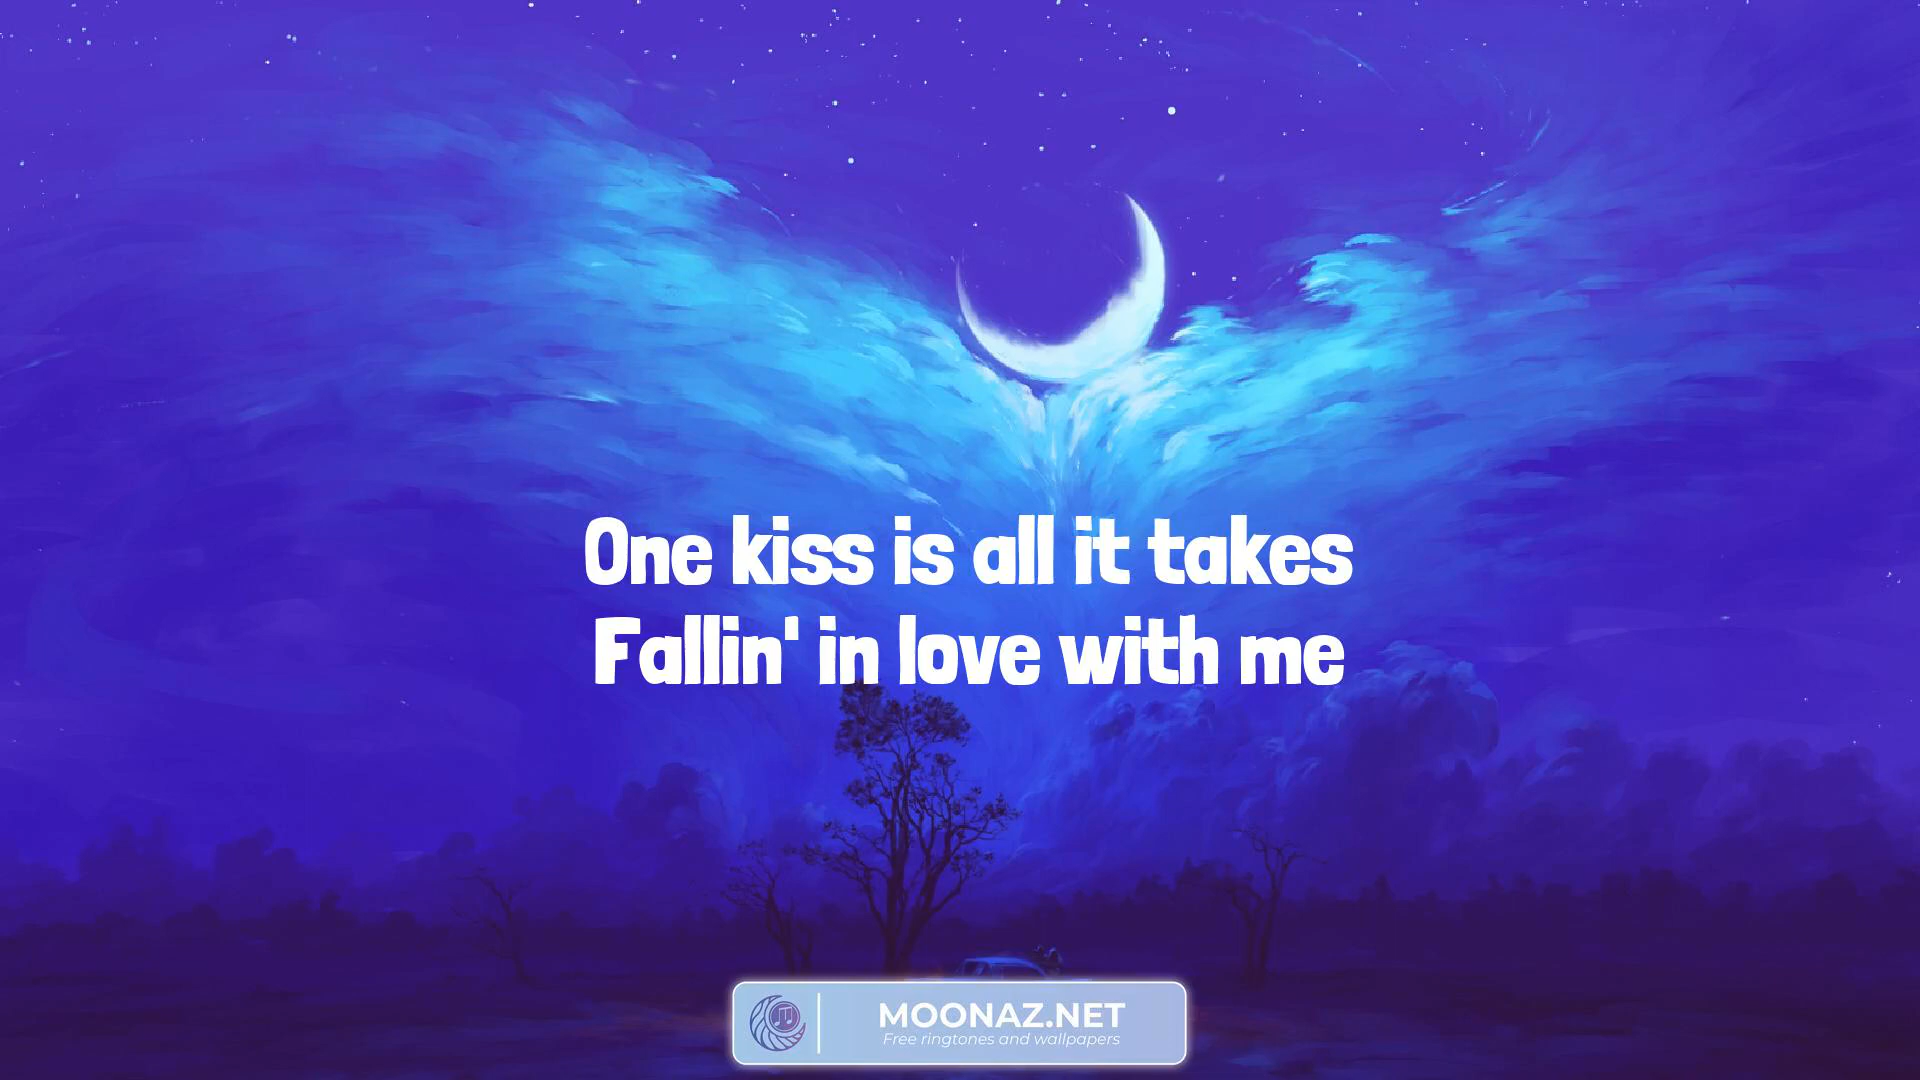 One kiss is all it takes
Fallin' in love with me
MOONAZ.NET
Free ringtones and wallpapers